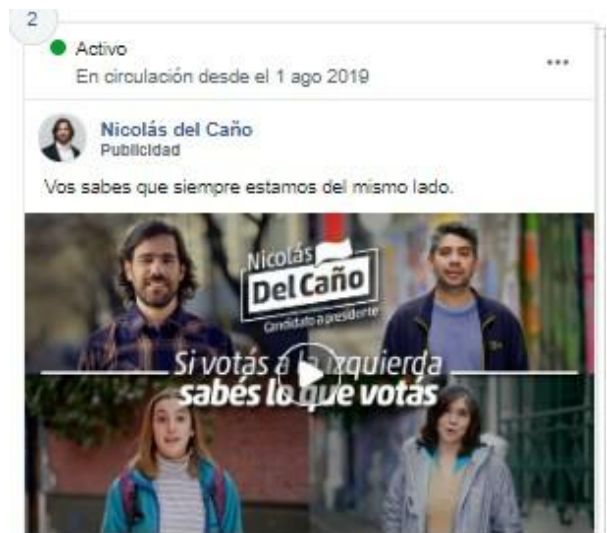 2
Activo
En circulación desde el 1 ago 2019
Nicolás del Caño
Publicidad
Vos sabes que siempre estamos del mismo lado.
Nicolás
Del Caño
Candidato a presidente
Si votás a la izquierda
sabés lo que votás